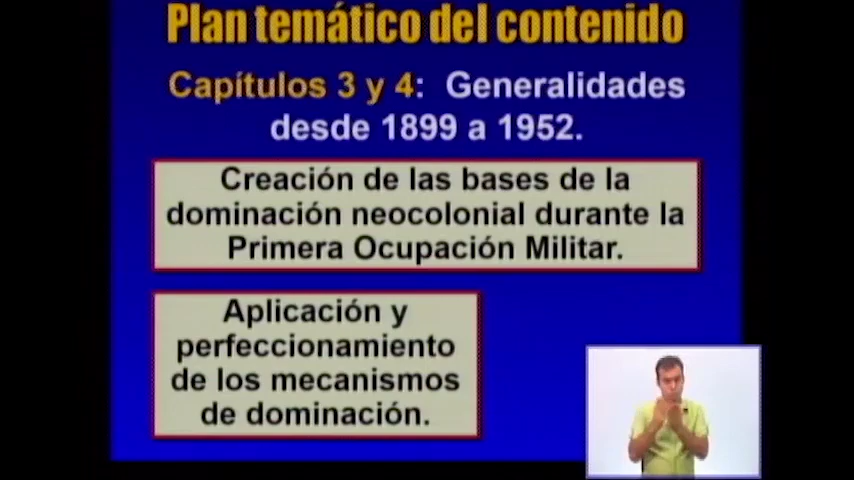 Plan temático del contenido
Capítulos 3 y 4: Generalidades
desde 1899 a 1952.
Creación de las bases de la
dominación neocolonial durante la
Primera Ocupación Militar.
Aplicación y
perfeccionamiento
de los mecanismos
de dominación.